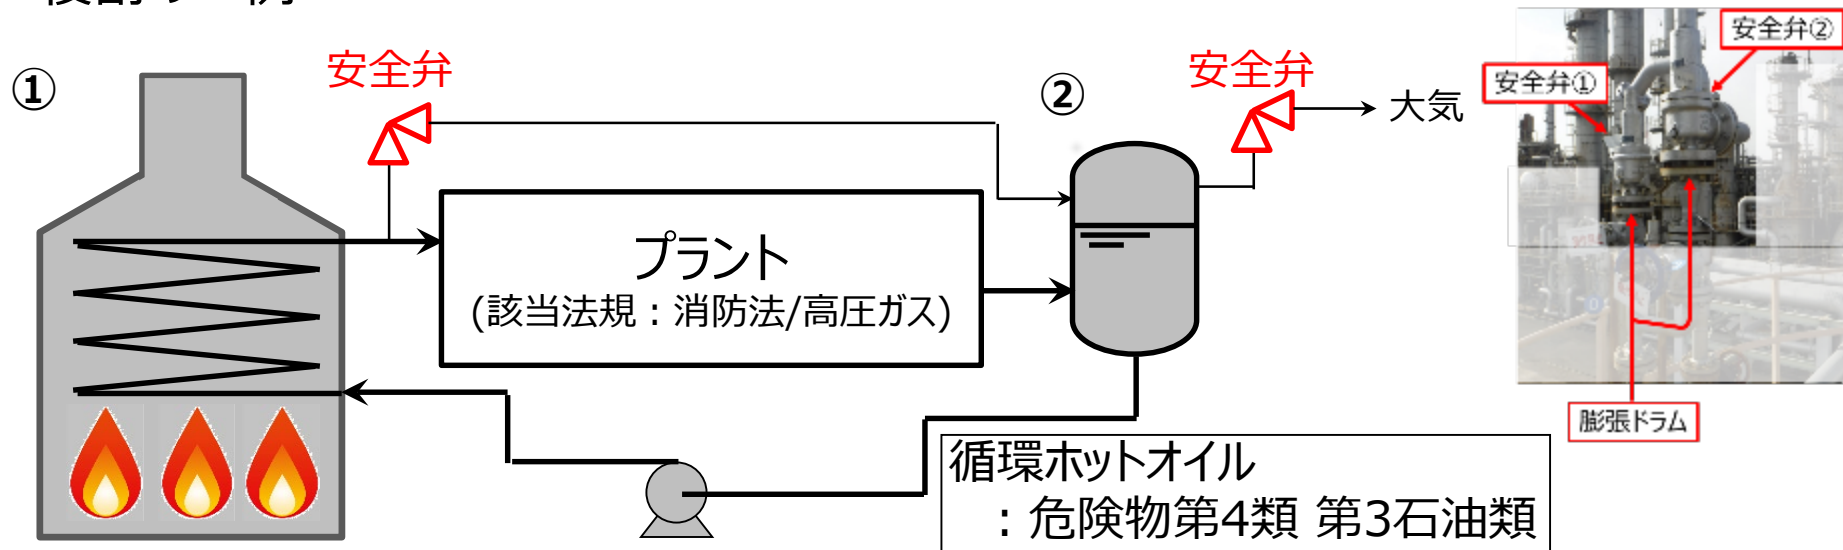 ①
安全弁
②
安全弁
大気
安全弁②
安全弁①
プラント
(該当法規：消防法/高圧ガス)
膨張ドラム
循環ホットオイル
：危険物第4類 第3石油類